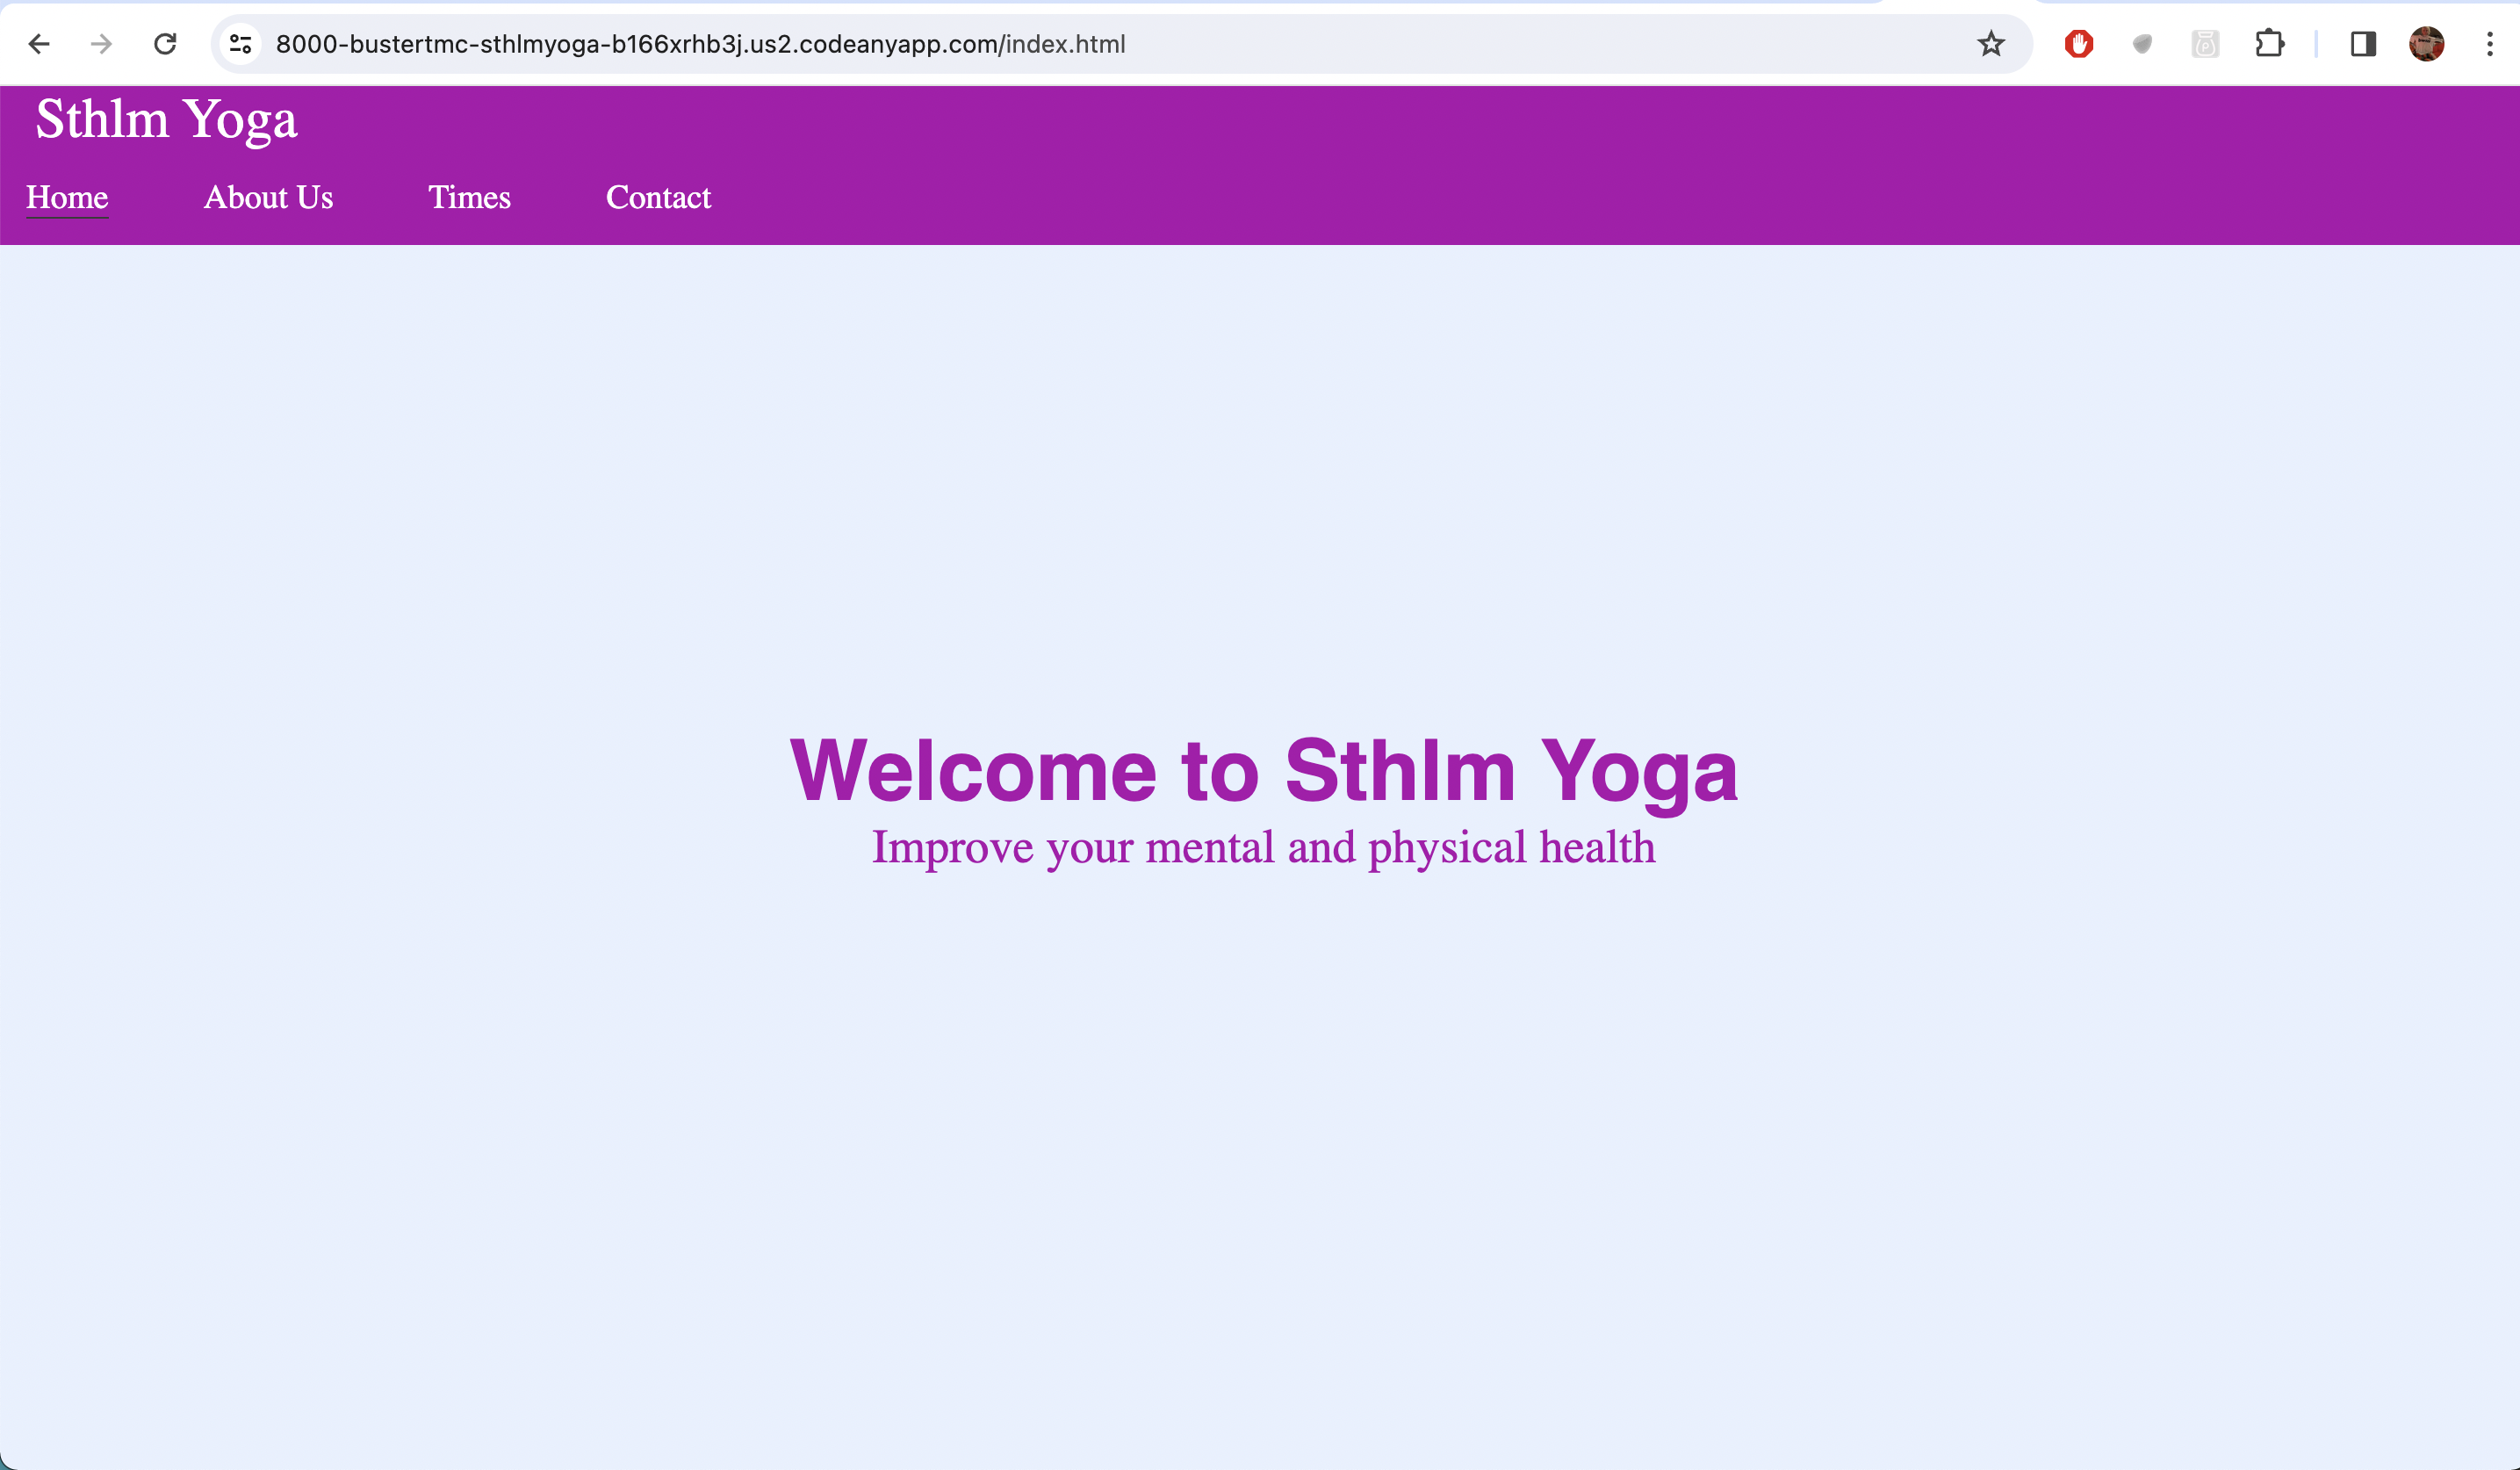 8000-bustertmc-sthlmyoga-b166xrhb3j.us2.codeanyapp.com/index.html
Sthlm Yoga
Home About Us Times Contact
Welcome to Sthlm Yoga
Improve your mental and physical health